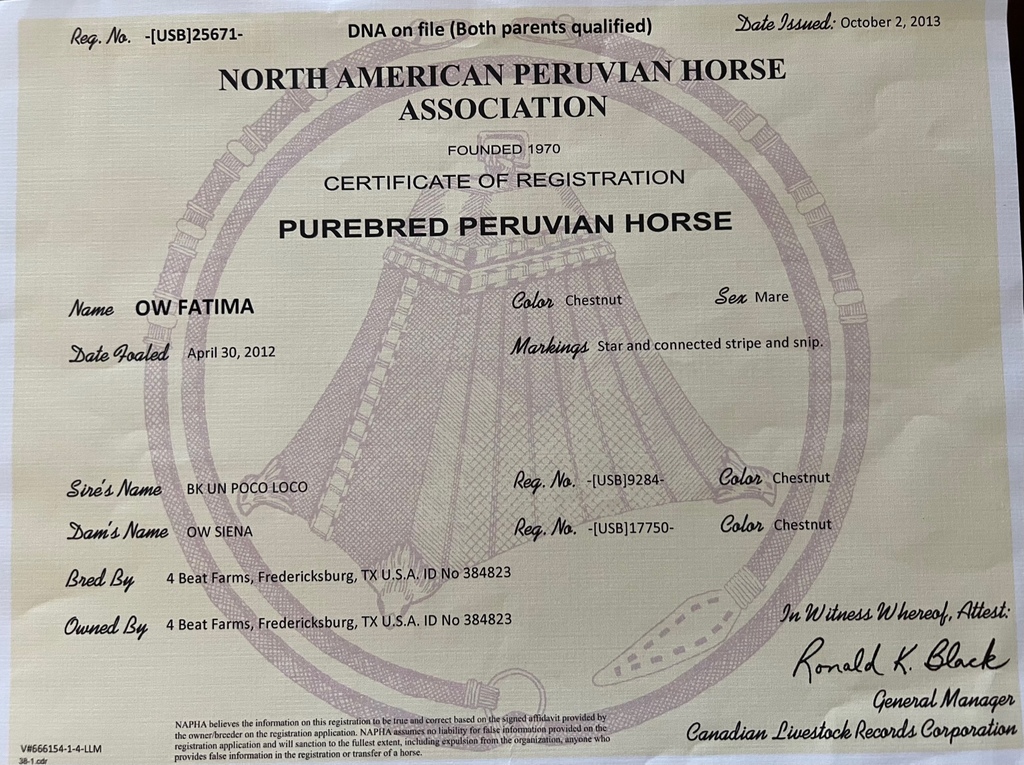 Reg. No. -[USB]25671- DNA on file (Both parents qualified) Date Issued: October 2, 2013
NORTH AMERICAN PERUVIAN HORSE
ASSOCIATION
FOUNDED 1970
CERTIFICATE OF REGISTRATION
PUREBRED PERUVIAN HORSE
Name OW FATIMA Color Chestnut Sex Mare
Date Foaled April 30, 2012 Markings Star and connected stripe and snip.
Sire's Name BK UN POCO LOCO Reg. No. -[USB]9284- Color Chestnut
Dam's Name OW SIENA Reg. No. -[USB]17750- Color Chestnut
Bred By 4 Beat Farms, Fredericksburg, TX U.S.A. ID No 384823
Owned By 4 Beat Farms, Fredericksburg, TX U.S.A. ID No 384823
In Witness Whereof, Attest:
Ronald K. Black
General Manager
Canadian Livestock Records Corporation
NAPHA believes the information on this registration to be true and correct based on the signed affidavit provided by
the owner/breeder on the registration application. NAPHA assumes no liability for false information provided on the
registration application and will sanction to the fullest extent, including expulsion from the organization, anyone who
provides false information in the registration or transfer of a horse.
V#666154-1-4-LLM
38-1.cdr